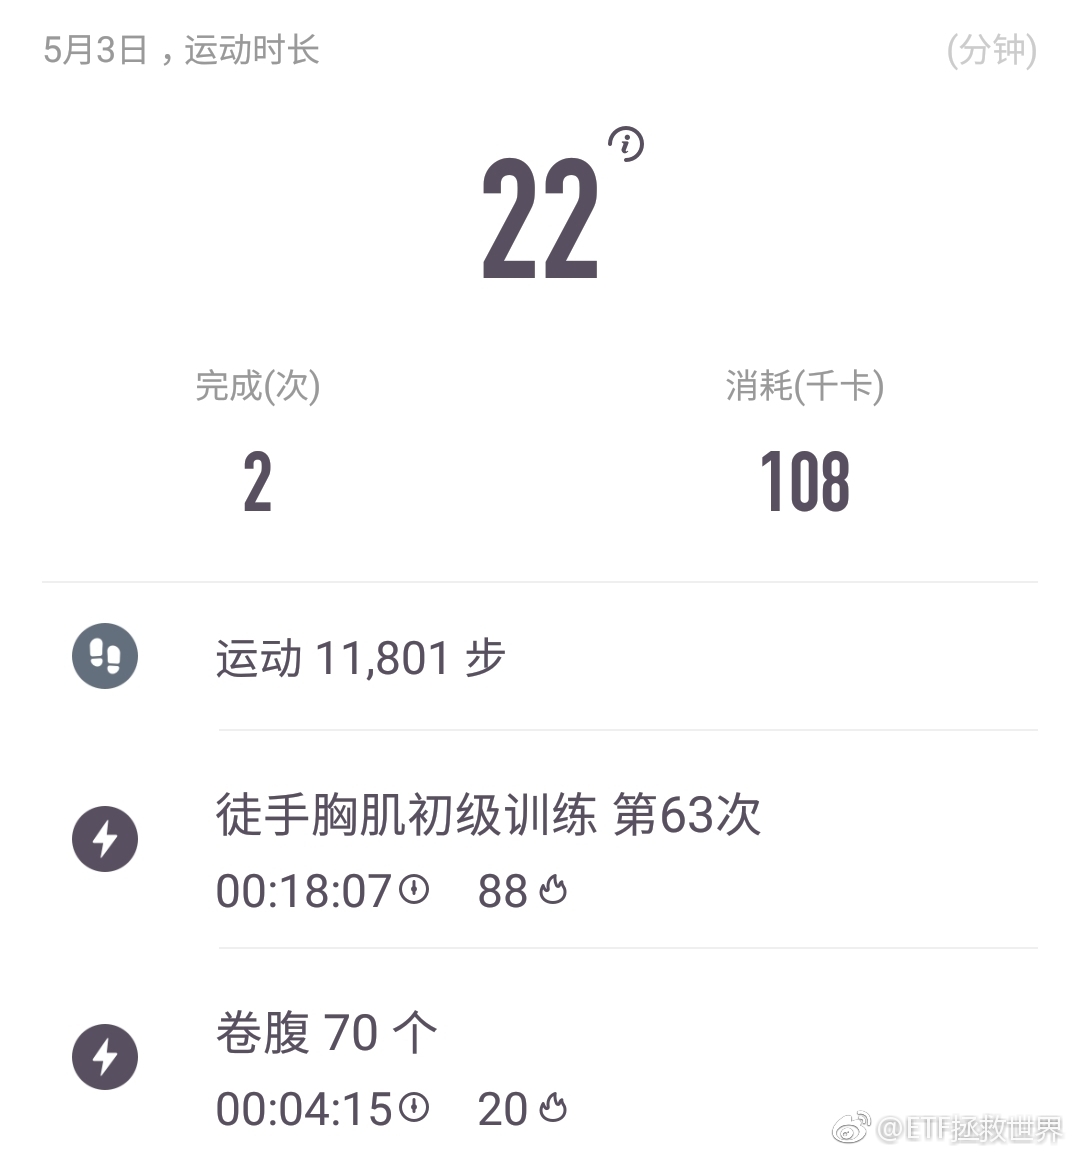 5月3日，运动时长 (分钟)
22
完成(次) 消耗(千卡)
2 108
运动 11,801 步
徒手胸肌初级训练 第63次
00:18:07 88
卷腹 70 个
00:04:15 20
@ETF拯救世界